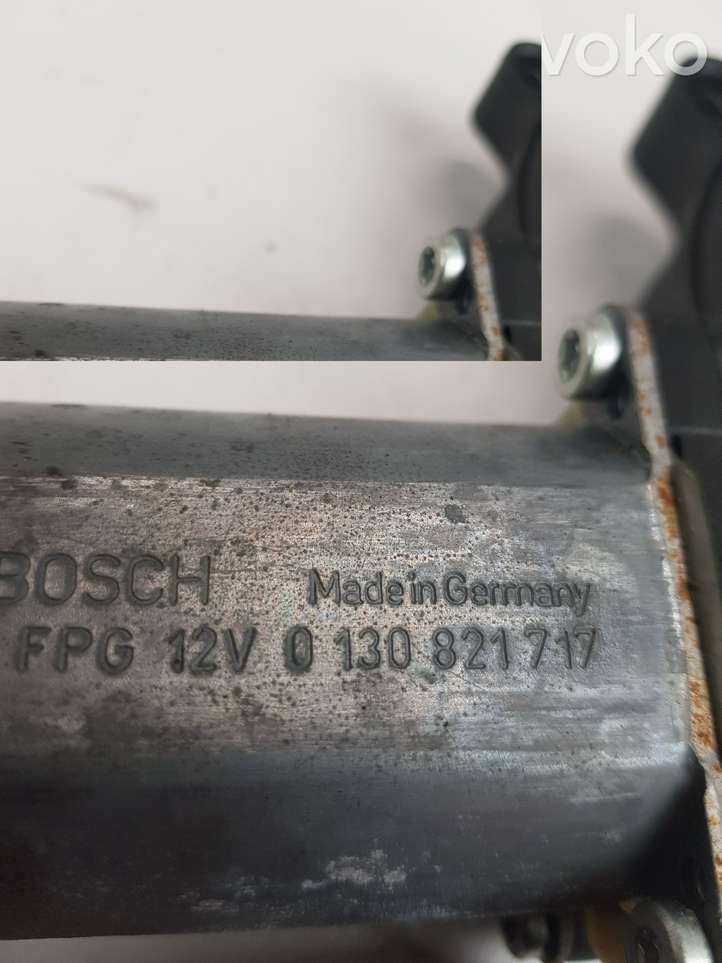 voko
BOSCH Made in Germany
FPG 12V 0 130 821 717